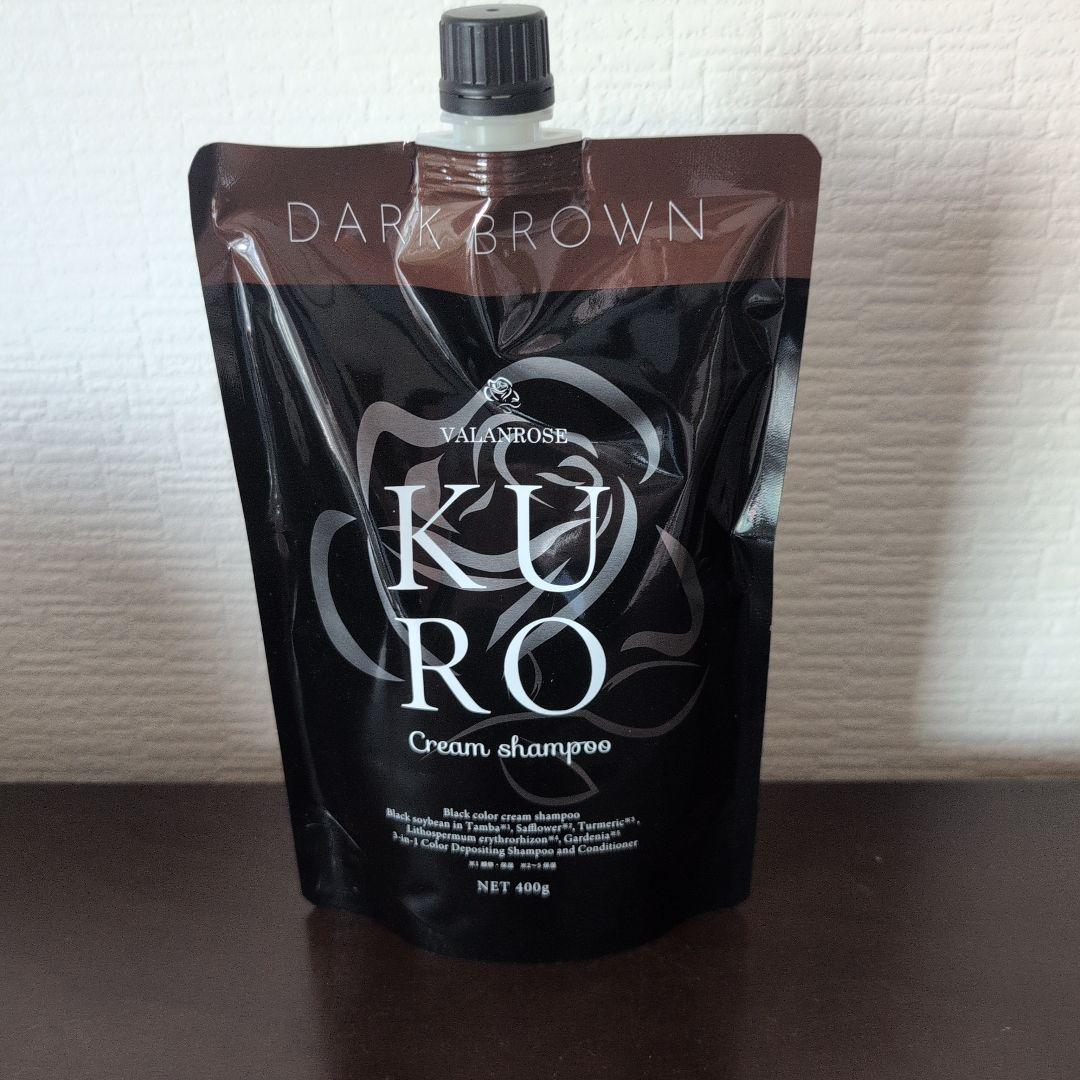 DARK BROWN
VALANROSE
KU
RO
Cream shampoo
Black color cream shampoo
Black soybean in Tamba※1, Safflower※2, Turmeric※3,
Lithospermum erythrorhizon※4, Gardenia※5
3-in-1 Color Depositing Shampoo and Conditioner
NET 400g